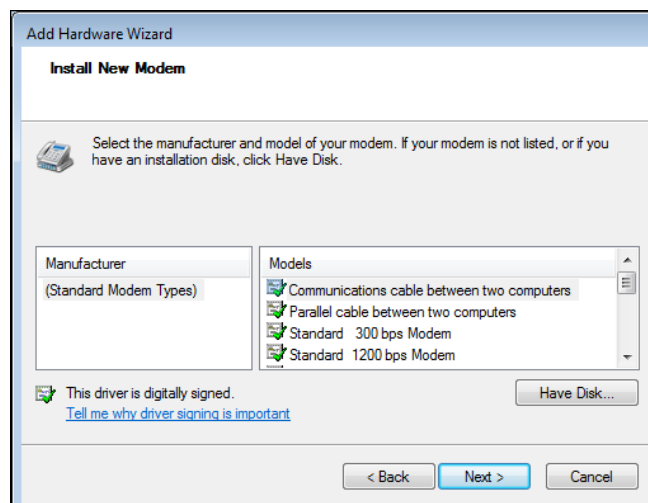 Add Hardware Wizard
Install New Modem
Select the manufacturer and model of your modem. If your modem is not listed, or if you
have an installation disk, click Have Disk.
Manufacturer
(Standard Modem Types)
Models
Communications cable between two computers
Parallel cable between two computers
Standard 300 bps Modem
Standard 1200 bps Modem
This driver is digitally signed.
Tell me why driver signing is important
Have Disk...
< Back
Next >
Cancel